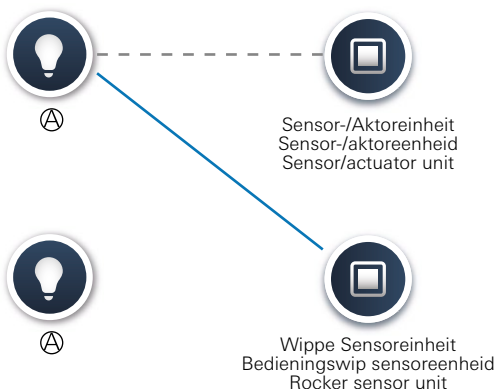 Ⓐ
Sensor-/Aktoreinheit
Sensor-/aktoreenheid
Sensor/actuator unit
Ⓐ
Wippe Sensoreinheit
Bedieningswip sensoreenheid
Rocker sensor unit